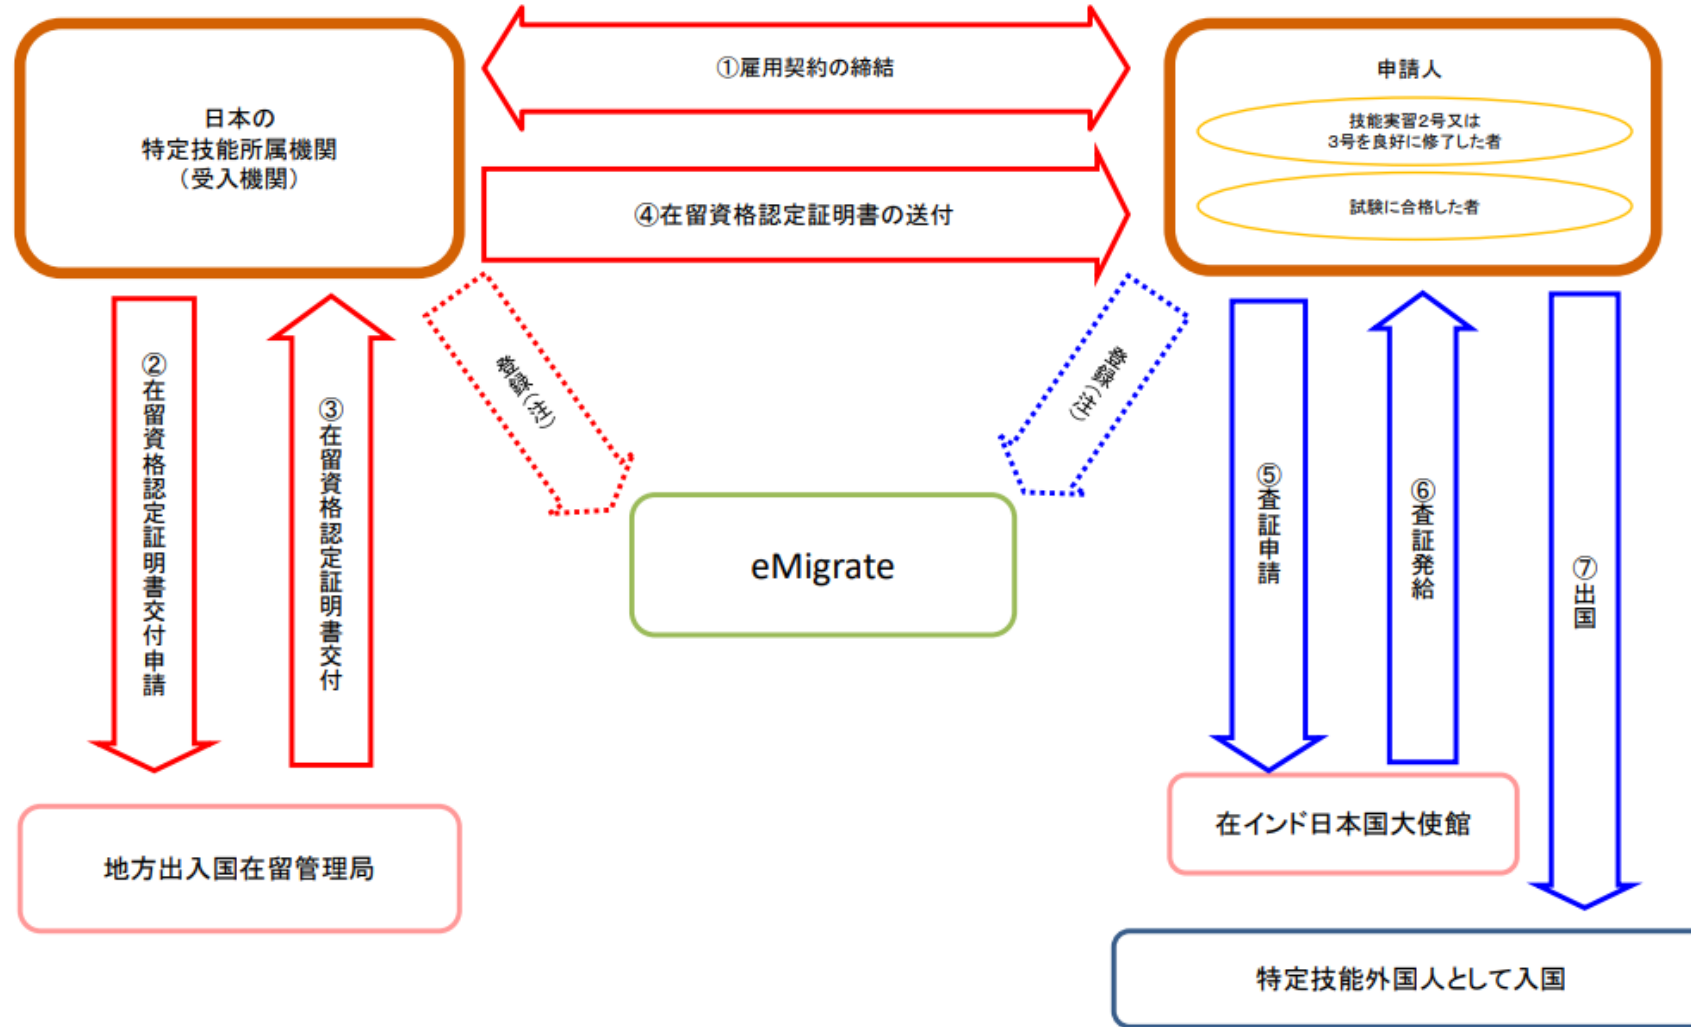 ①雇用契約の締結
日本の
特定技能所属機関
（受入機関）
申請人
技能実習2号又は
3号を良好に修了した者
試験に合格した者
④在留資格認定証明書の送付
②在留資格認定証明書交付申請
③在留資格認定証明書交付
登録（注）
登録（注）
⑤査証申請
⑥査証発給
⑦出国
eMigrate
地方出入国在留管理局
在インド日本国大使館
特定技能外国人として入国